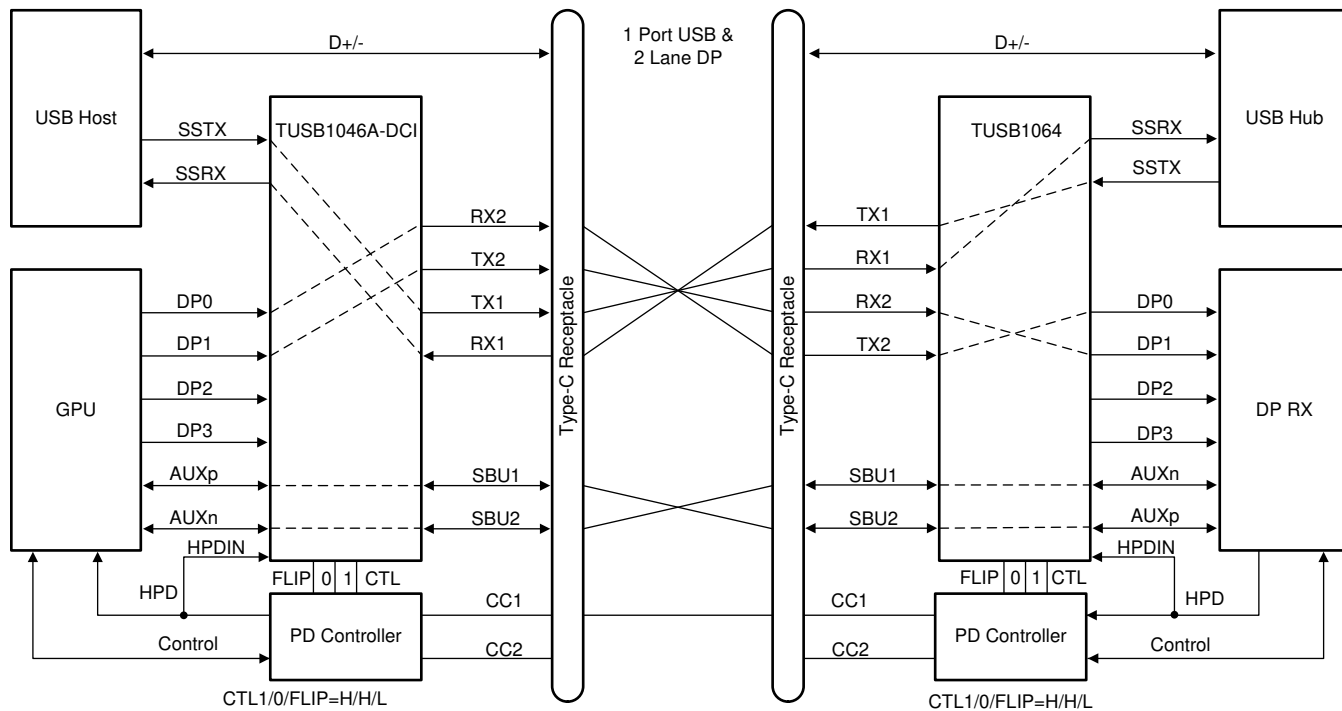 D+/-
1 Port USB &
2 Lane DP
D+/-
USB Host
TUSB1046A-DCI
SSTX
SSRX
TUSB1064
SSRX
SSTX
USB Hub
RX2
TX2
TX1
RX1
Type-C Receptacle
Type-C Receptacle
TX1
RX1
RX2
TX2
GPU
DP0
DP1
DP2
DP3
AUXp
AUXn
SBU1
SBU2
SBU1
SBU2
DP0
DP1
DP2
DP3
AUXn
AUXp
DP RX
HPDIN
HPDIN
FLIP 0 1 CTL
FLIP 0 1 CTL
HPD
HPD
PD Controller
CC1
CC2
CC1
CC2
PD Controller
Control
Control
CTL1/0/FLIP=H/H/L
CTL1/0/FLIP=H/H/L